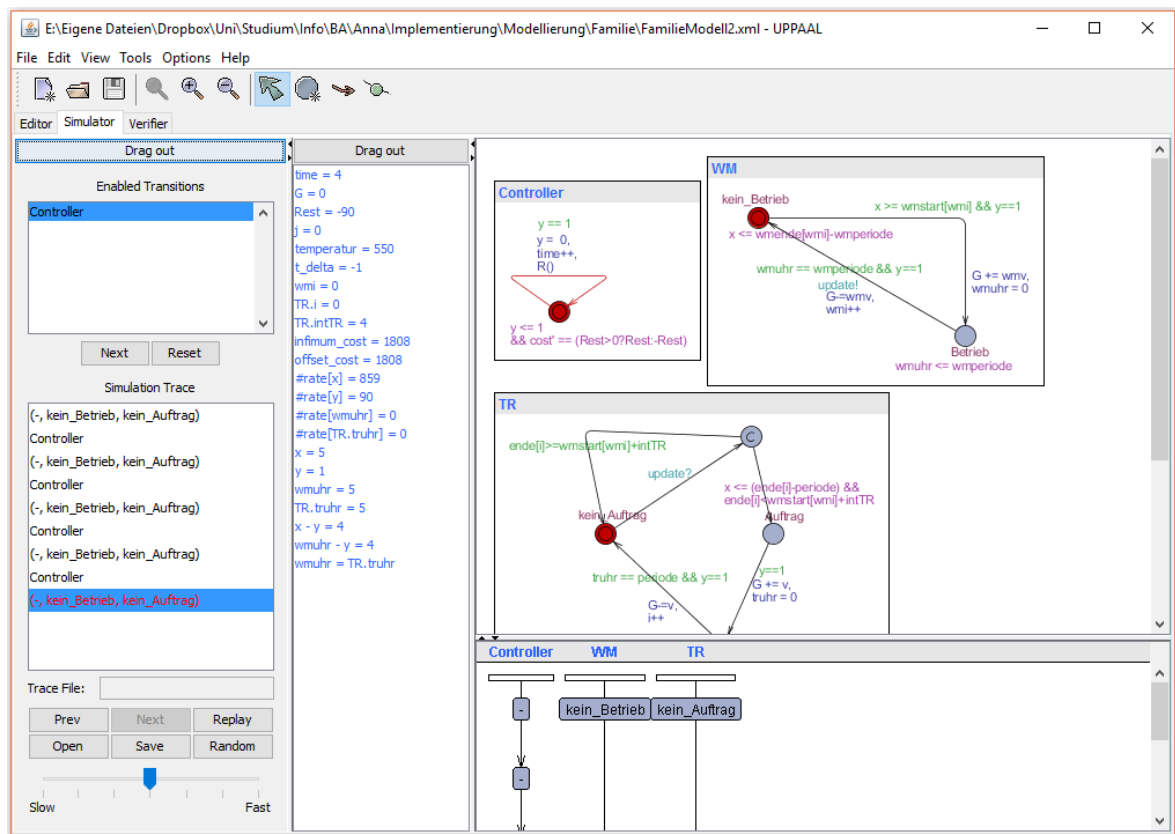 E:\Eigene Dateien\Dropbox\Uni\Studium\Info\BA\Anna\Implementierung\Modellierung\Familie\FamilieModell2.xml - UPPAAL
File Edit View Tools Options Help
Editor Simulator Verifier
Drag out
Enabled Transitions
Controller
Next Reset
Simulation Trace
(-, kein_Betrieb, kein_Auftrag)
Controller
(-, kein_Betrieb, kein_Auftrag)
Controller
(-, kein_Betrieb, kein_Auftrag)
Controller
(-, kein_Betrieb, kein_Auftrag)
Controller
(-, kein_Betrieb, kein_Auftrag)
Trace File:
Prev Next Replay
Open Save Random
Slow Fast
Drag out
time = 4
G = 0
Rest = -90
j = 0
temperatur = 550
t_delta = -1
wmi = 0
TR.i = 0
TR.intTR = 4
infimum_cost = 1808
offset_cost = 1808
#rate[x] = 859
#rate[y] = 90
#rate[wmuhr] = 0
#rate[TR.truhr] = 0
x = 5
y = 1
wmuhr = 5
TR.truhr = 5
x - y = 4
wmuhr - y = 4
wmuhr = TR.truhr
Controller
y == 1
y = 0,
time++,
R()
y <= 1
&& cost' == (Rest>0?Rest:-Rest)
WM
kein_Betrieb
x >= wmstart[wmi] && y==1
x <= wmende[wmi]-wmperiode
wmuhr == wmperiode && y==1
update!
G-=wmv,
wmi++
G += wmv,
wmuhr = 0
Betrieb
wmuhr <= wmperiode
TR
C
ende[i]>=wmstart[wmi]+intTR
update?
x <= (ende[i]-periode) &&
ende[i]<wmstart[wmi]+intTR
kein_Auftrag
Auftrag
truhr == periode && y==1
y==1
G += v,
truhr = 0
G-=v,
i++
Controller WM TR
- kein_Betrieb kein_Auftrag
-